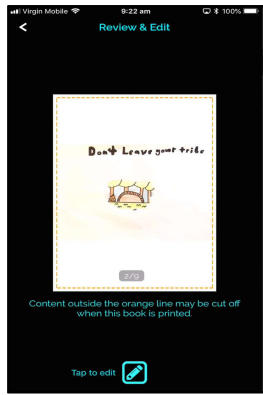 Virgin Mobile 9:22 am 100%
Review & Edit
Don't Leave your tribe
2/9
Content outside the orange line may be cut off
when this book is printed.
Tap to edit